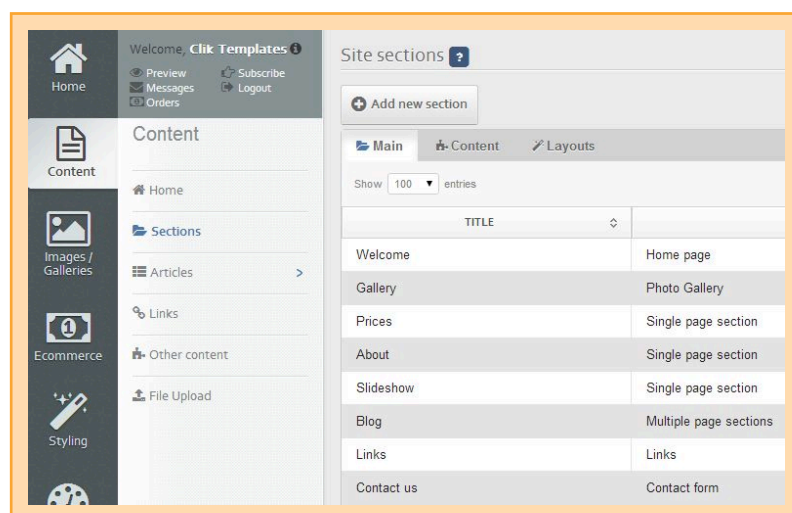 Home
Content
Images /
Galleries
Ecommerce
Styling
Welcome, Clik Templates
Preview Subscribe
Messages Logout
Orders
Content
Home
Sections
Articles >
Links
Other content
File Upload
Site sections ?
Add new section
Main Content Layouts
Show 100 entries
TITLE
Welcome Home page
Gallery Photo Gallery
Prices Single page section
About Single page section
Slideshow Single page section
Blog Multiple page sections
Links Links
Contact us Contact form